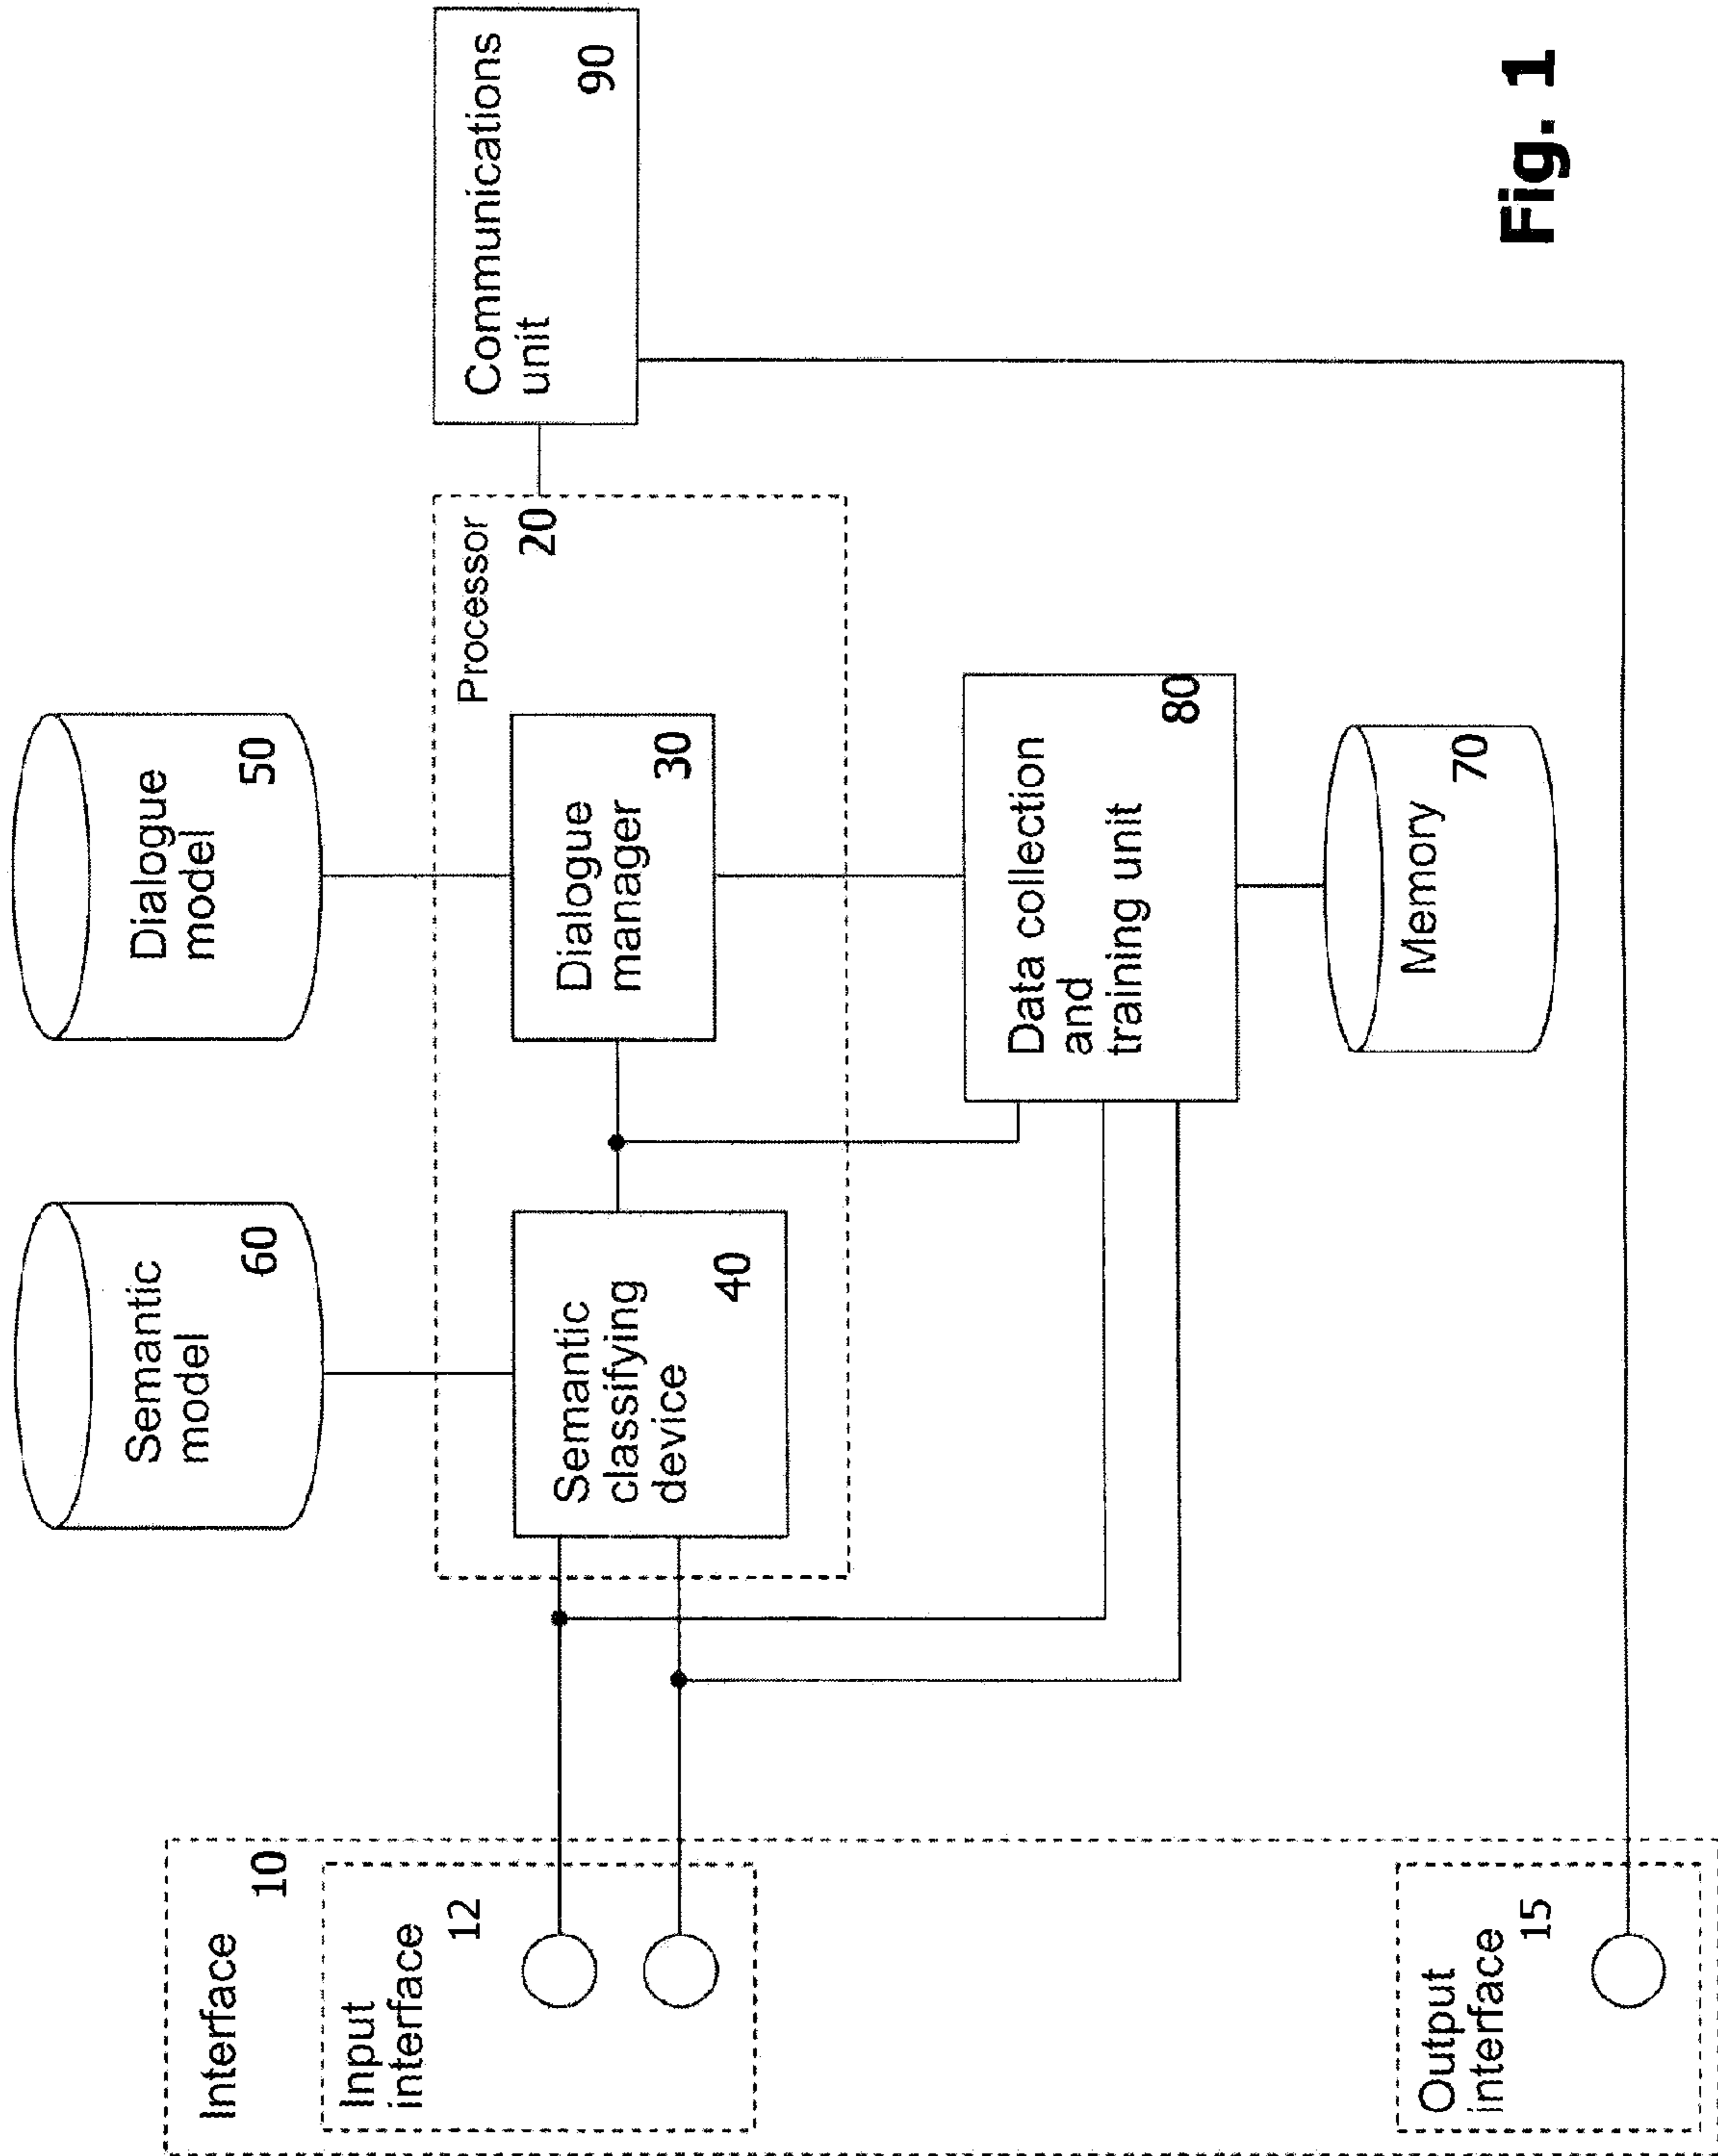 Interface
10
Input
interface
12
Output
interface
15
Semantic
model
60
Dialogue
model
50
Processor
20
Semantic
classifying
device
40
Dialogue
manager
30
Communications
unit
90
Data collection
and
training unit
80
Memory
70
Fig. 1